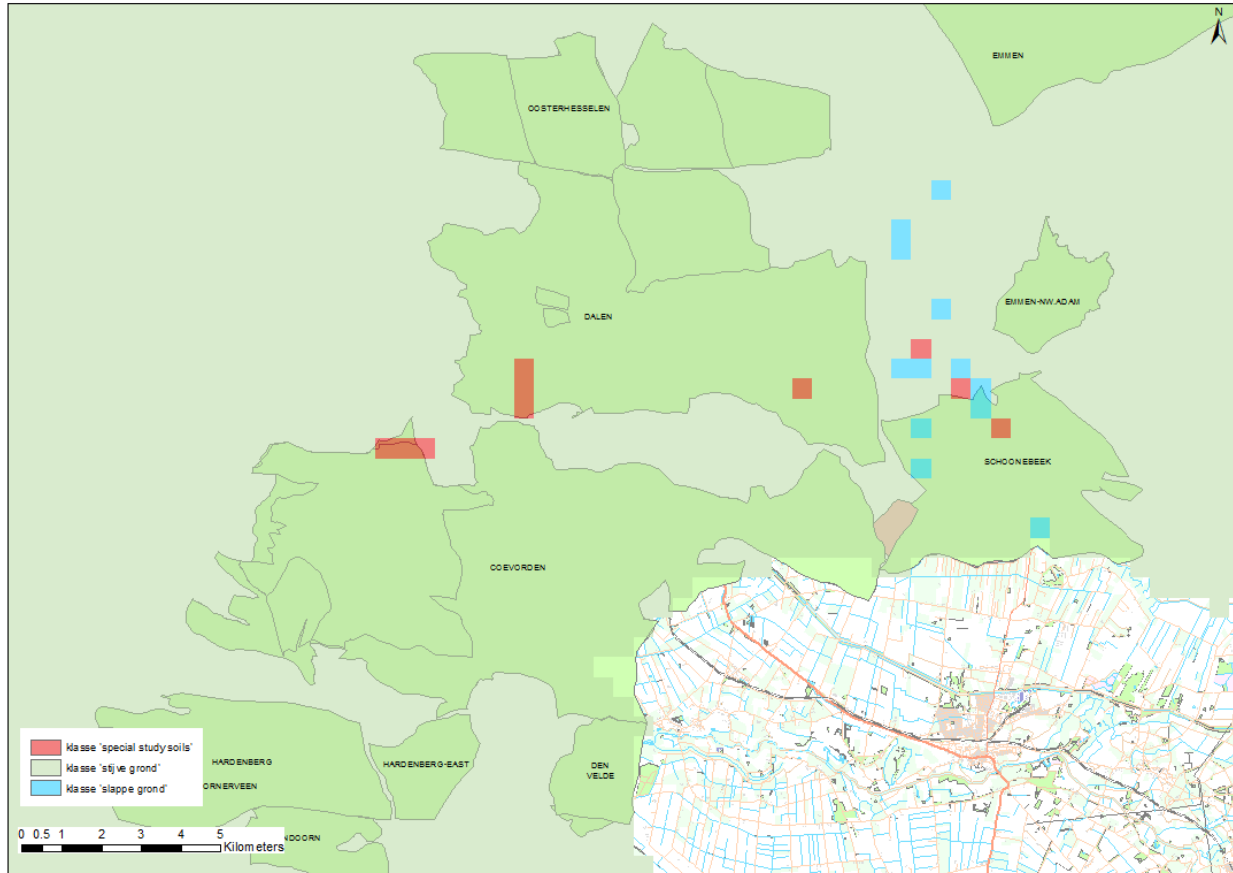 N
EMMEN
OOSTERHESSELEN
EMMEN-NW.ADAM
DALEN
SCHOONEBEEK
COEVORDEN
klasse 'special study soils'
klasse 'stijve grond'
klasse 'slappe grond'
HARDENBERG
ORNERVEEN
HARDENBERG-EAST
DEN
VELDE
0 0.5 1 2 3 4 5
Kilometers
NDOORN